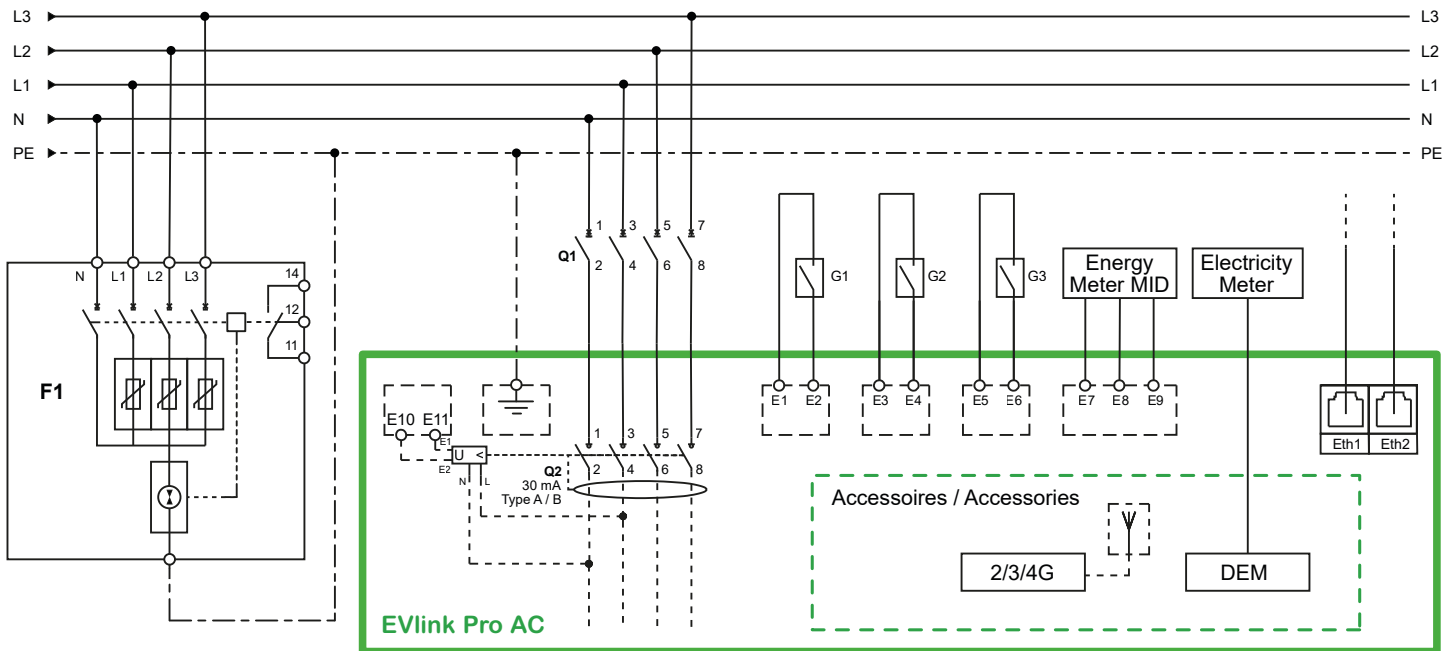 L3 L3
L2 L2
L1 L1
N N
PE PE
1 3 5 7
Q1
2 4 6 8
G1 G2 G3
Energy
Meter MID
Electricity
Meter
N L1 L2 L3 14
12
11
F1
E10 E11
E1
E2
U <
N L
1 3 5 7
Q2
2 4 6 8
30 mA
Type A / B
E1 E2 E3 E4 E5 E6 E7 E8 E9
Eth1 Eth2
Accessoires / Accessories
2/3/4G DEM
EVlink Pro AC